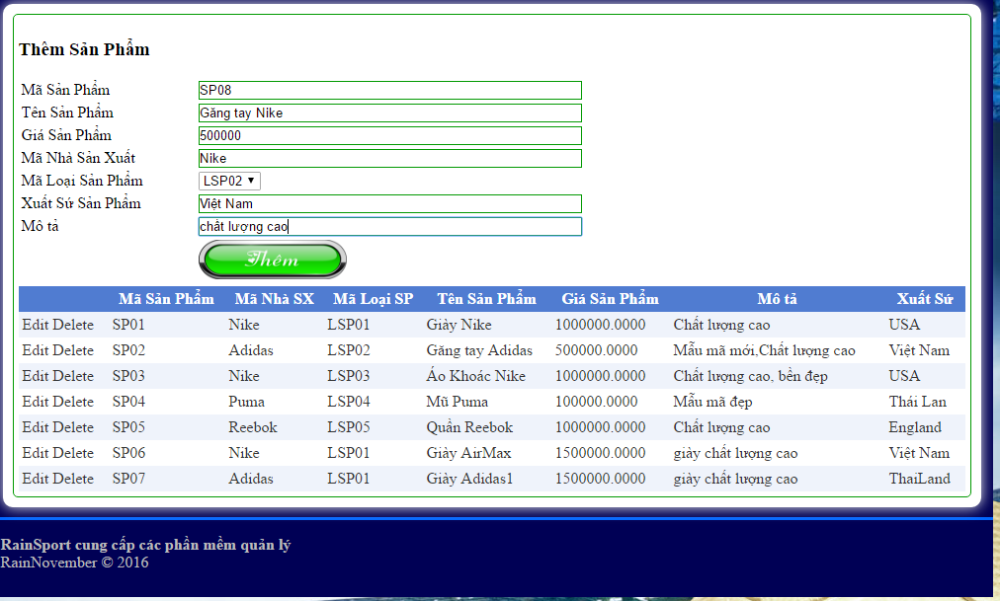 Thêm Sản Phẩm
Mã Sản Phẩm SP08
Tên Sản Phẩm Găng tay Nike
Giá Sản Phẩm 500000
Mã Nhà Sản Xuất Nike
Mã Loại Sản Phẩm LSP02
Xuất Sứ Sản Phẩm Việt Nam
Mô tả chất lượng cao
Thêm
Mã Sản Phẩm Mã Nhà SX Mã Loại SP Tên Sản Phẩm Giá Sản Phẩm Mô tả Xuất Sứ
Edit Delete SP01 Nike LSP01 Giày Nike 1000000.0000 Chất lượng cao USA
Edit Delete SP02 Adidas LSP02 Găng tay Adidas 500000.0000 Mẫu mã mới,Chất lượng cao Việt Nam
Edit Delete SP03 Nike LSP03 Áo Khoác Nike 1000000.0000 Chất lượng cao, bền đẹp USA
Edit Delete SP04 Puma LSP04 Mũ Puma 100000.0000 Mẫu mã đẹp Thái Lan
Edit Delete SP05 Reebok LSP05 Quần Reebok 1000000.0000 Chất lượng cao England
Edit Delete SP06 Nike LSP01 Giày AirMax 1500000.0000 giày chất lượng cao Việt Nam
Edit Delete SP07 Adidas LSP01 Giày Adidas1 1500000.0000 giày chất lượng cao ThaiLand
RainSport cung cấp các phần mềm quản lý
RainNovember © 2016